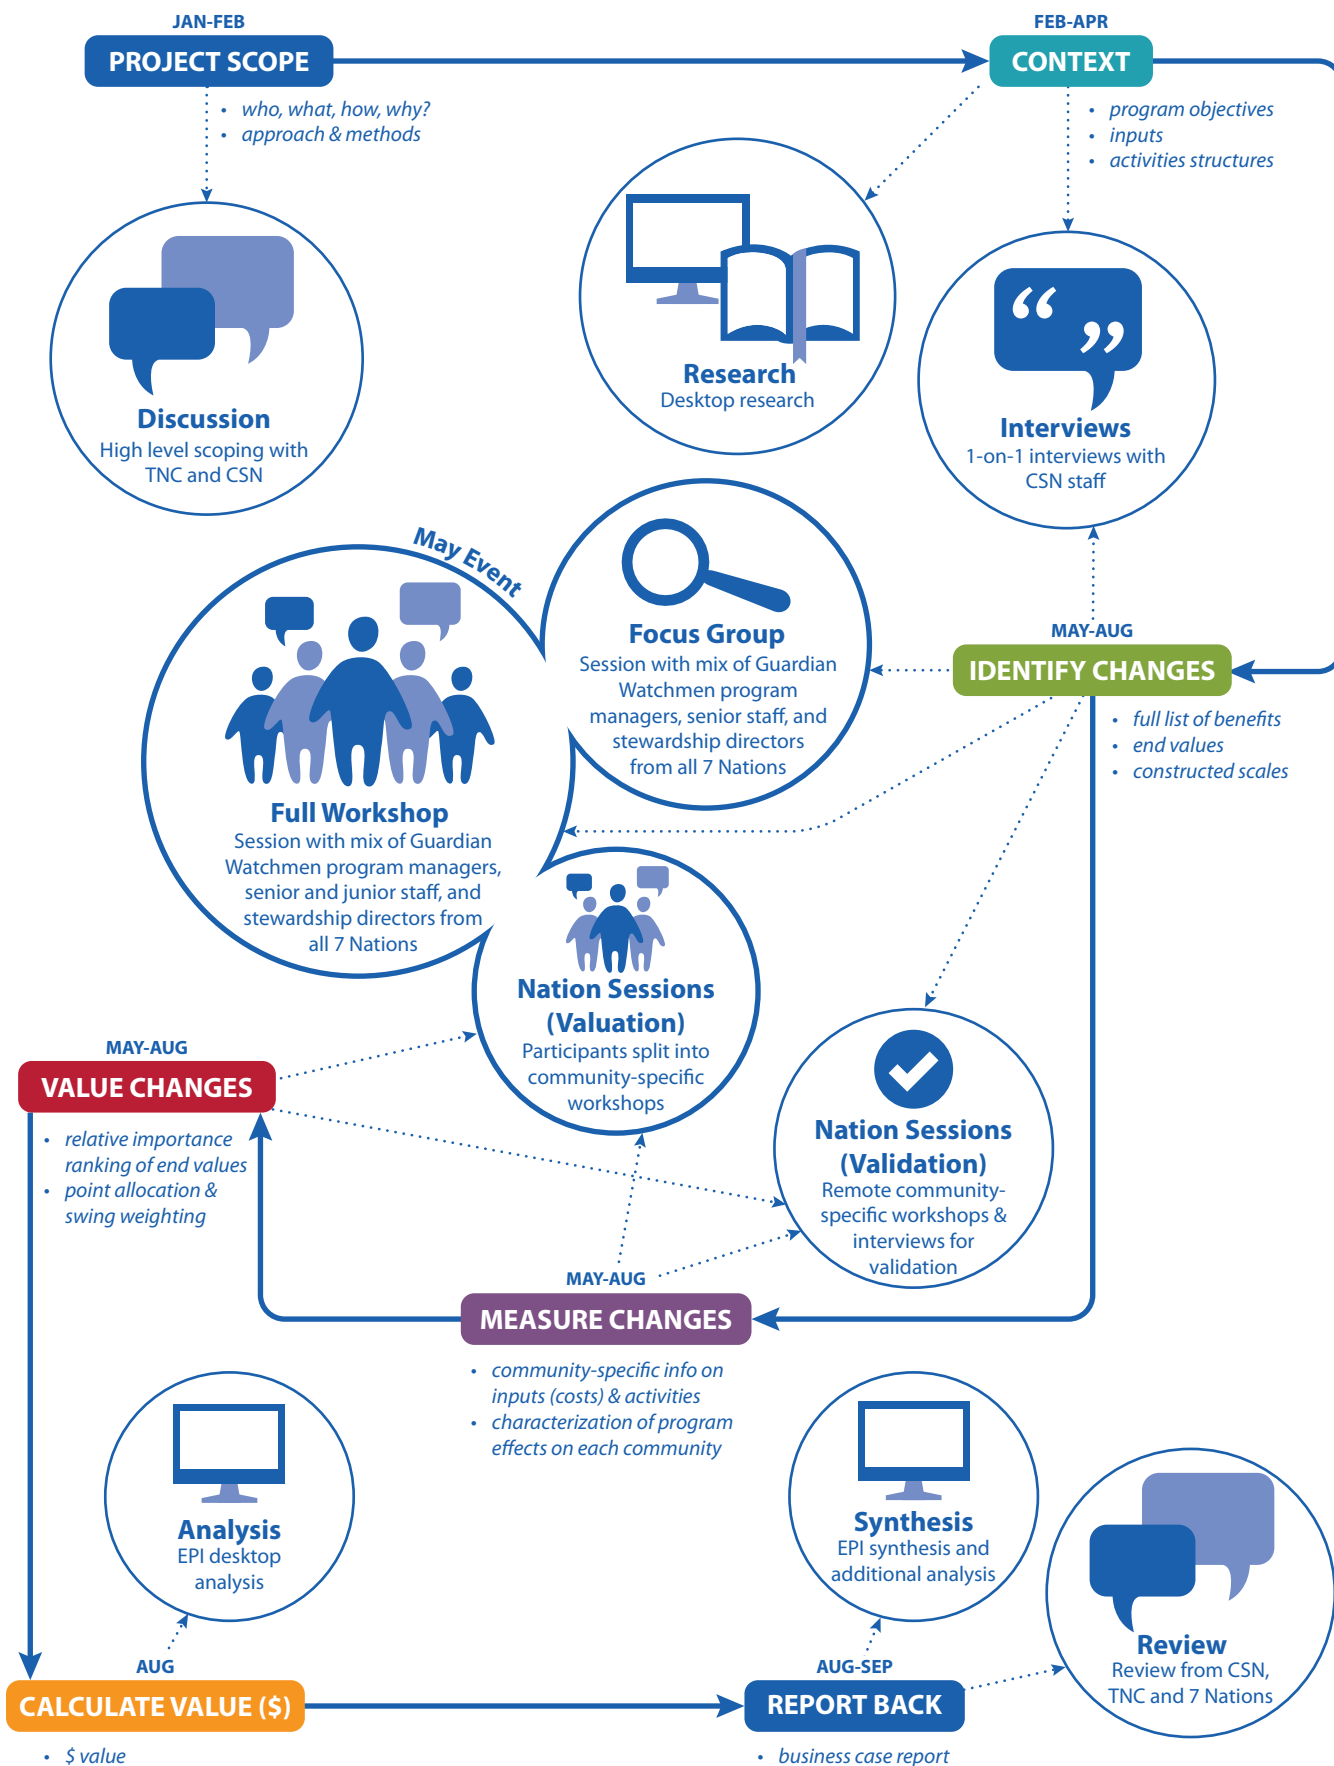 JAN-FEB
PROJECT SCOPE
• who, what, how, why?
• approach & methods
FEB-APR
CONTEXT
• program objectives
• inputs
• activities structures
Discussion
High level scoping with
TNC and CSN
Research
Desktop research
“ ”
Interviews
1-on-1 interviews with
CSN staff
May Event
Focus Group
Session with mix of Guardian
Watchmen program
managers, senior staff, and
stewardship directors
from all 7 Nations
MAY-AUG
IDENTIFY CHANGES
• full list of benefits
• end values
• constructed scales
Full Workshop
Session with mix of Guardian
Watchmen program managers,
senior and junior staff, and
stewardship directors from
all 7 Nations
Nation Sessions
(Valuation)
Participants split into
community-specific
workshops
MAY-AUG
VALUE CHANGES
• relative importance
ranking of end values
• point allocation &
swing weighting
Nation Sessions
(Validation)
Remote community-
specific workshops &
interviews for
validation
MAY-AUG
MEASURE CHANGES
• community-specific info on
inputs (costs) & activities
• characterization of program
effects on each community
Analysis
EPI desktop
analysis
Synthesis
EPI synthesis and
additional analysis
Review
Review from CSN,
TNC and 7 Nations
AUG
CALCULATE VALUE ($)
• $ value
AUG-SEP
REPORT BACK
• business case report